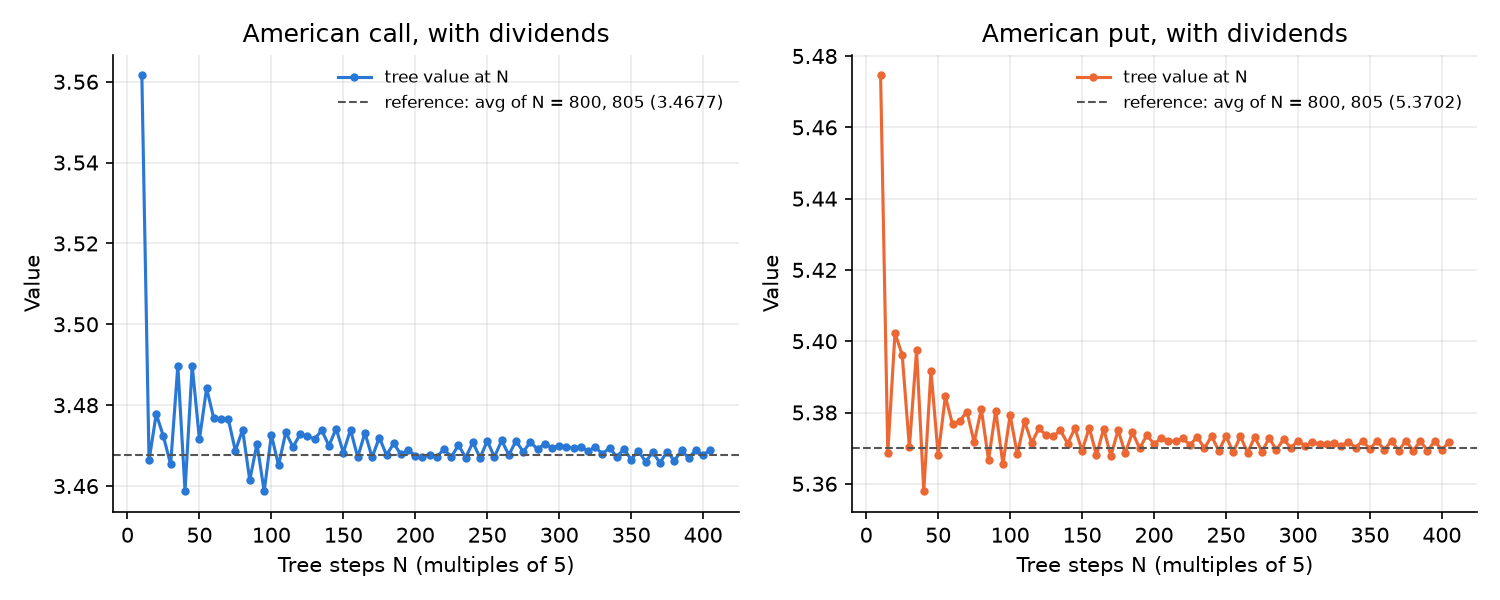 American call, with dividends
tree value at N
reference: avg of N = 800, 805 (3.4677)
3.56
3.54
3.52
3.50
3.48
3.46
Value
0 50 100 150 200 250 300 350 400
Tree steps N (multiples of 5)
American put, with dividends
tree value at N
reference: avg of N = 800, 805 (5.3702)
5.48
5.46
5.44
5.42
5.40
5.38
5.36
Value
0 50 100 150 200 250 300 350 400
Tree steps N (multiples of 5)